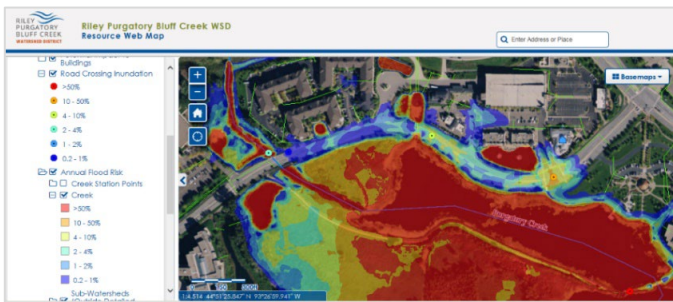 RILEY
PURGATORY
BLUFF CREEK
WATERSHED DISTRICT
Riley Purgatory Bluff Creek WSD
Resource Web Map
Enter Address or Place
Buildings
Road Crossing Inundation
>50%
10 - 50%
4 - 10%
2 - 4%
1 - 2%
0.2 - 1%
Annual Flood Risk
Creek Station Points
Creek
>50%
10 - 50%
4 - 10%
2 - 4%
1 - 2%
0.2 - 1%
Sub-Watersheds
Basemaps
Purgatory Creek